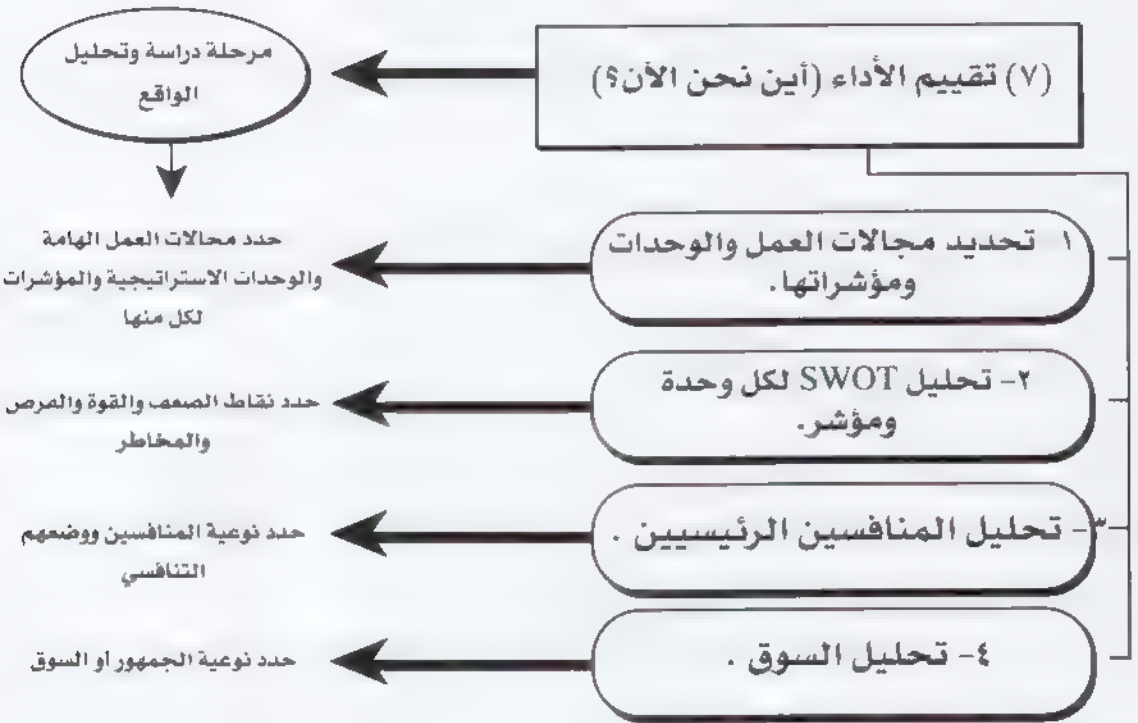 (٧) تقييم الأداء (أين نحن الآن؟)
مرحلة دراسة وتحليل
الواقع
١- تحديد مجالات العمل والوحدات
ومؤشراتها.
حدد مجالات العمل الهامة
والوحدات الاستراتيجية والمؤشرات
لكل منها
٢- تحليل SWOT لكل وحدة
ومؤشر.
حدد نقاط الضعف والقوة والفرص
والمخاطر
٣- تحليل المنافسين الرئيسيين .
حدد نوعية المنافسين ووضعهم
التنافسي
٤- تحليل السوق .
حدد نوعية الجمهور أو السوق